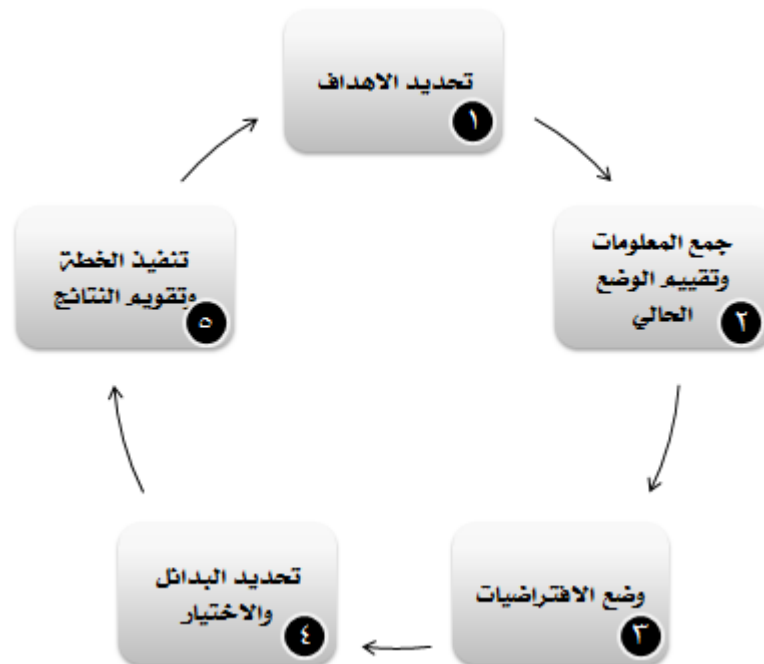 تحديد الاهداف
١
جمع المعلومات
وتقييم الوضع
الحالي
٢
وضع الافتراضيات
٣
تحديد البدائل
والاختيار
٤
تنفيذ الخطة
وتقويم النتائج
٥